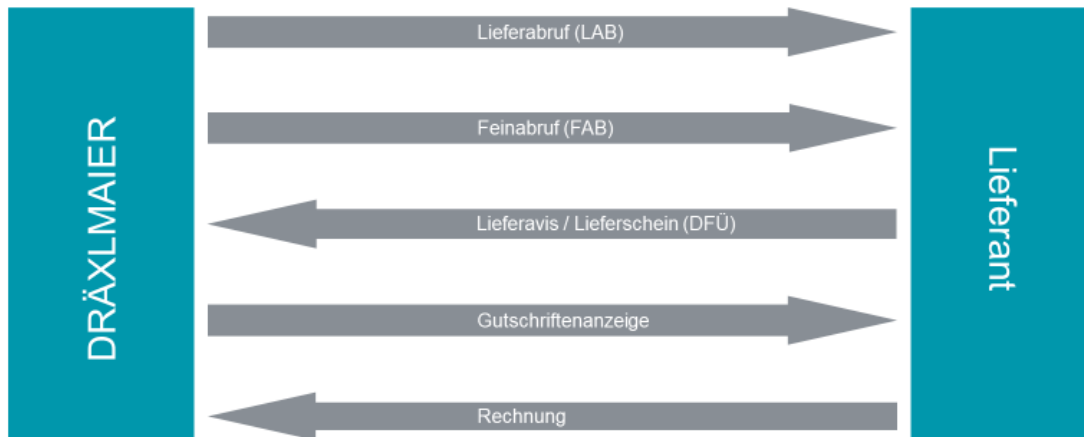 DRÄXLMAIER
Lieferabruf (LAB)
Feinabruf (FAB)
Lieferavis / Lieferschein (DFÜ)
Gutschriftenanzeige
Rechnung
Lieferant